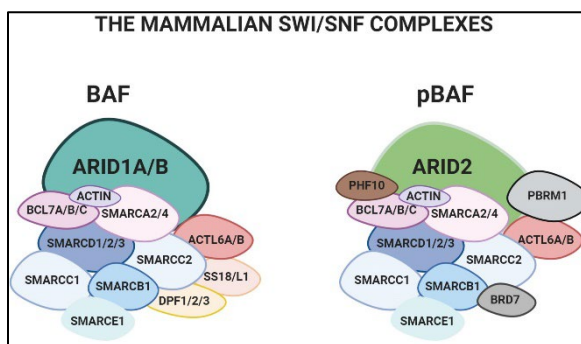 THE MAMMALIAN SWI/SNF COMPLEXES
BAF
ARID1A/B
ACTIN
BCL7A/B/C
SMARCA2/4
SMARCD1/2/3
ACTL6A/B
SMARCC2
SMARCC1
SS18/L1
SMARCB1
DPF1/2/3
SMARCE1
pBAF
ARID2
PHF10
ACTIN
PBRM1
BCL7A/B/C
SMARCA2/4
SMARCD1/2/3
ACTL6A/B
SMARCC2
SMARCC1
SMARCB1
BRD7
SMARCE1